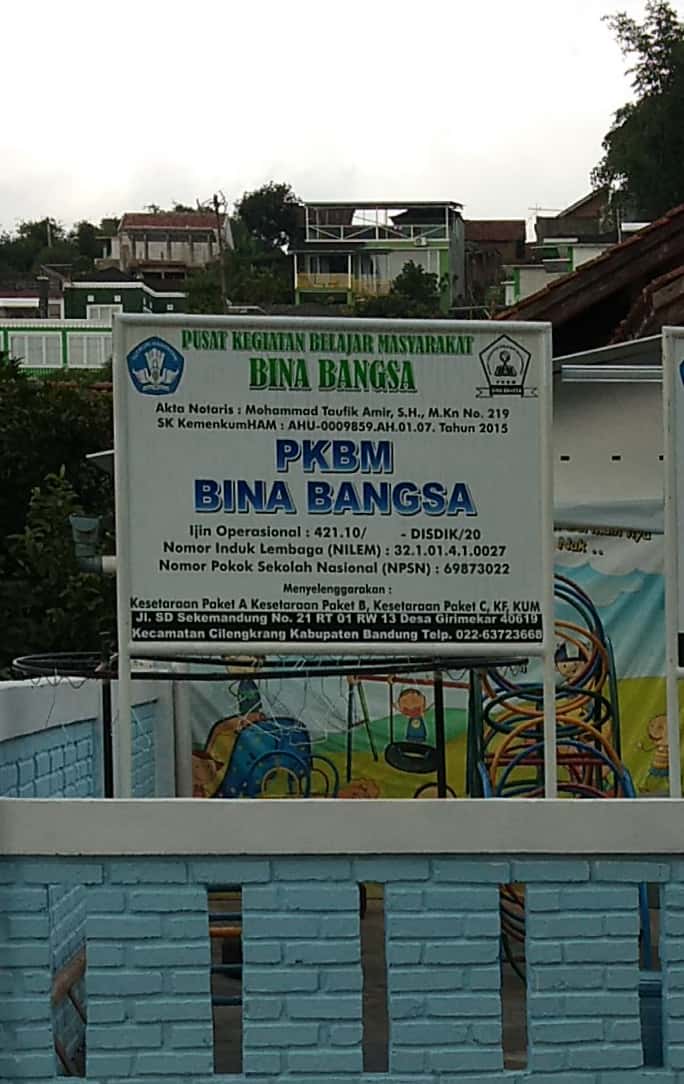 PUSAT KEGIATAN BELAJAR MASYARAKAT
BINA BANGSA
Akta Notaris : Mohammad Taufik Amir, S.H., M.Kn No. 219
SK KemenkumHAM : AHU-0009859.AH.01.07. Tahun 2015
PKBM
BINA BANGSA
Ijin Operasional : 421.10/ - DISDIK/20
Nomor Induk Lembaga (NILEM) : 32.1.01.4.1.0027
Nomor Pokok Sekolah Nasional (NPSN) : 69873022
Menyelenggarakan :
Kesetaraan Paket A Kesetaraan Paket B, Kesetaraan Paket C, KF, KUM
Jl. SD Sekemandung No. 21 RT 01 RW 13 Desa Girimekar 40619
Kecamatan Cilengkrang Kabupaten Bandung Telp. 022-63723668